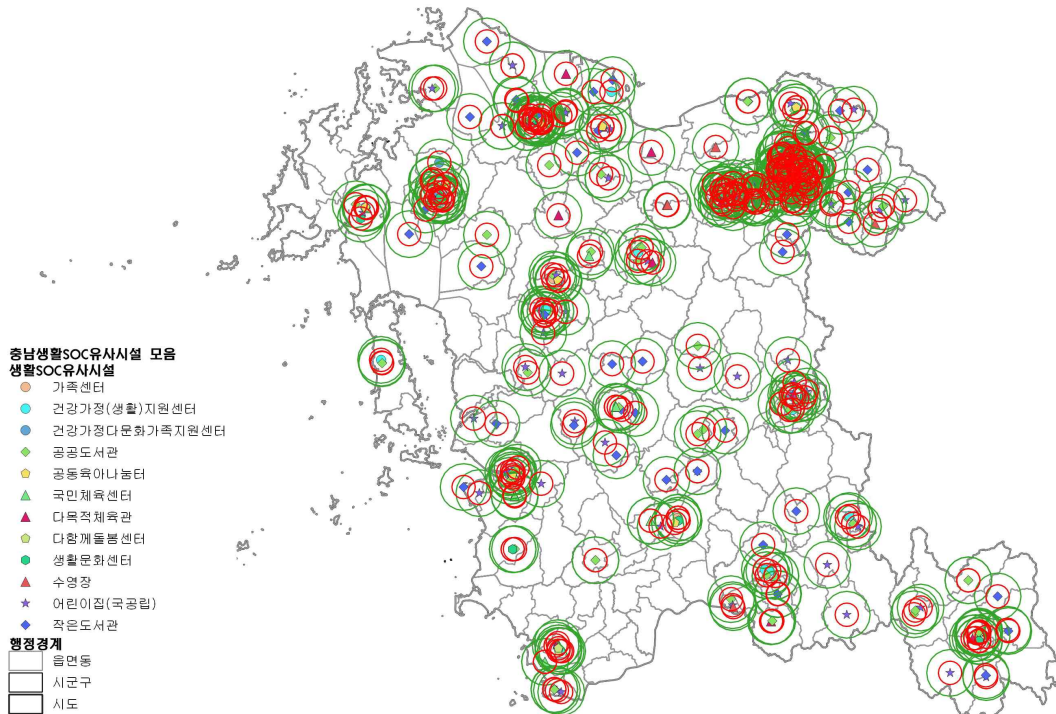 충남생활SOC유사시설 모음
생활SOC유사시설
가족센터
건강가정(생활)지원센터
건강가정다문화가족지원센터
공공도서관
공동육아나눔터
국민체육센터
다목적체육관
다함께돌봄센터
생활문화센터
수영장
어린이집(국공립)
작은도서관
행정경계
읍면동
시군구
시도